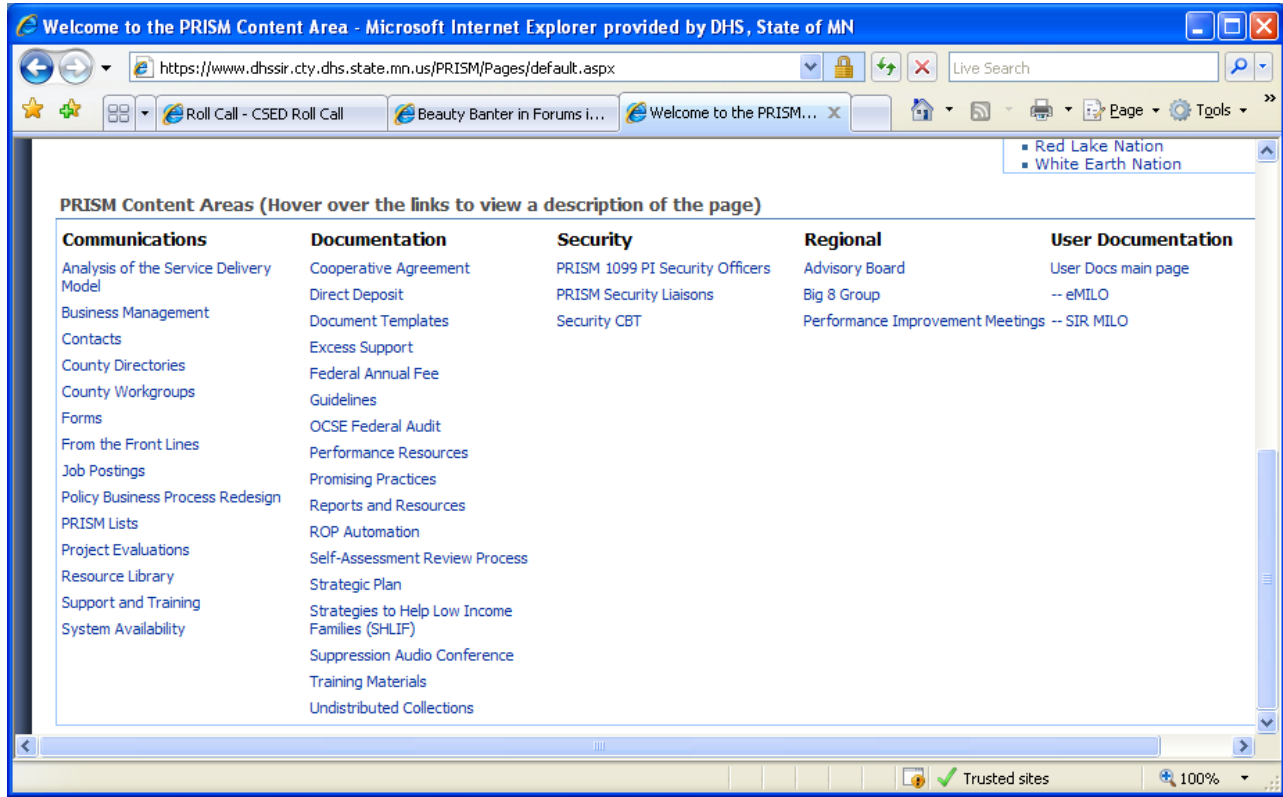 Welcome to the PRISM Content Area - Microsoft Internet Explorer provided by DHS, State of MN
https://www.dhssir.cty.dhs.state.mn.us/PRISM/Pages/default.aspx
Live Search
Roll Call - CSED Roll Call
Beauty Banter in Forums i...
Welcome to the PRISM...
Page
Tools
Red Lake Nation
White Earth Nation
PRISM Content Areas (Hover over the links to view a description of the page)
Communications
Analysis of the Service Delivery
Model
Business Management
Contacts
County Directories
County Workgroups
Forms
From the Front Lines
Job Postings
Policy Business Process Redesign
PRISM Lists
Project Evaluations
Resource Library
Support and Training
System Availability
Documentation
Cooperative Agreement
Direct Deposit
Document Templates
Excess Support
Federal Annual Fee
Guidelines
OCSE Federal Audit
Performance Resources
Promising Practices
Reports and Resources
ROP Automation
Self-Assessment Review Process
Strategic Plan
Strategies to Help Low Income
Families (SHLIF)
Suppression Audio Conference
Training Materials
Undistributed Collections
Security
PRISM 1099 PI Security Officers
PRISM Security Liaisons
Security CBT
Regional
Advisory Board
Big 8 Group
Performance Improvement Meetings
User Documentation
User Docs main page
-- eMILO
-- SIR MILO
Trusted sites
100%